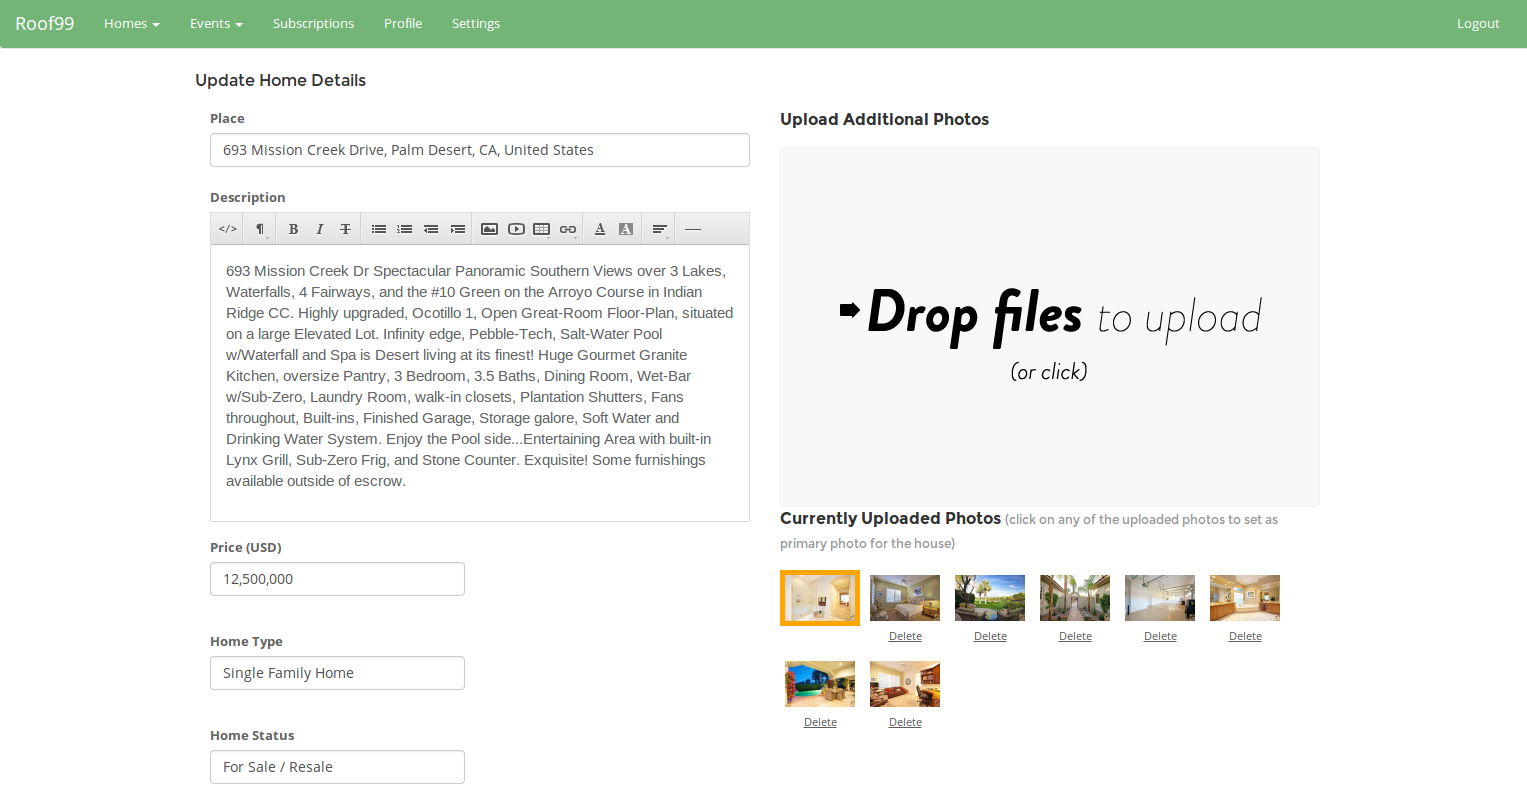 Roof99 Homes Events Subscriptions Profile Settings Logout
Update Home Details
Place
693 Mission Creek Drive, Palm Desert, CA, United States
Description
</> ¶ B I T A A
693 Mission Creek Dr Spectacular Panoramic Southern Views over 3 Lakes,
Waterfalls, 4 Fairways, and the #10 Green on the Arroyo Course in Indian
Ridge CC. Highly upgraded, Ocotillo 1, Open Great-Room Floor-Plan, situated
on a large Elevated Lot. Infinity edge, Pebble-Tech, Salt-Water Pool
w/Waterfall and Spa is Desert living at its finest! Huge Gourmet Granite
Kitchen, oversize Pantry, 3 Bedroom, 3.5 Baths, Dining Room, Wet-Bar
w/Sub-Zero, Laundry Room, walk-in closets, Plantation Shutters, Fans
throughout, Built-ins, Finished Garage, Storage galore, Soft Water and
Drinking Water System. Enjoy the Pool side...Entertaining Area with built-in
Lynx Grill, Sub-Zero Frig, and Stone Counter. Exquisite! Some furnishings
available outside of escrow.
Price (USD)
12,500,000
Home Type
Single Family Home
Home Status
For Sale / Resale
Upload Additional Photos
Drop files to upload
(or click)
Currently Uploaded Photos (click on any of the uploaded photos to set as
primary photo for the house)
Delete Delete Delete Delete Delete
Delete Delete